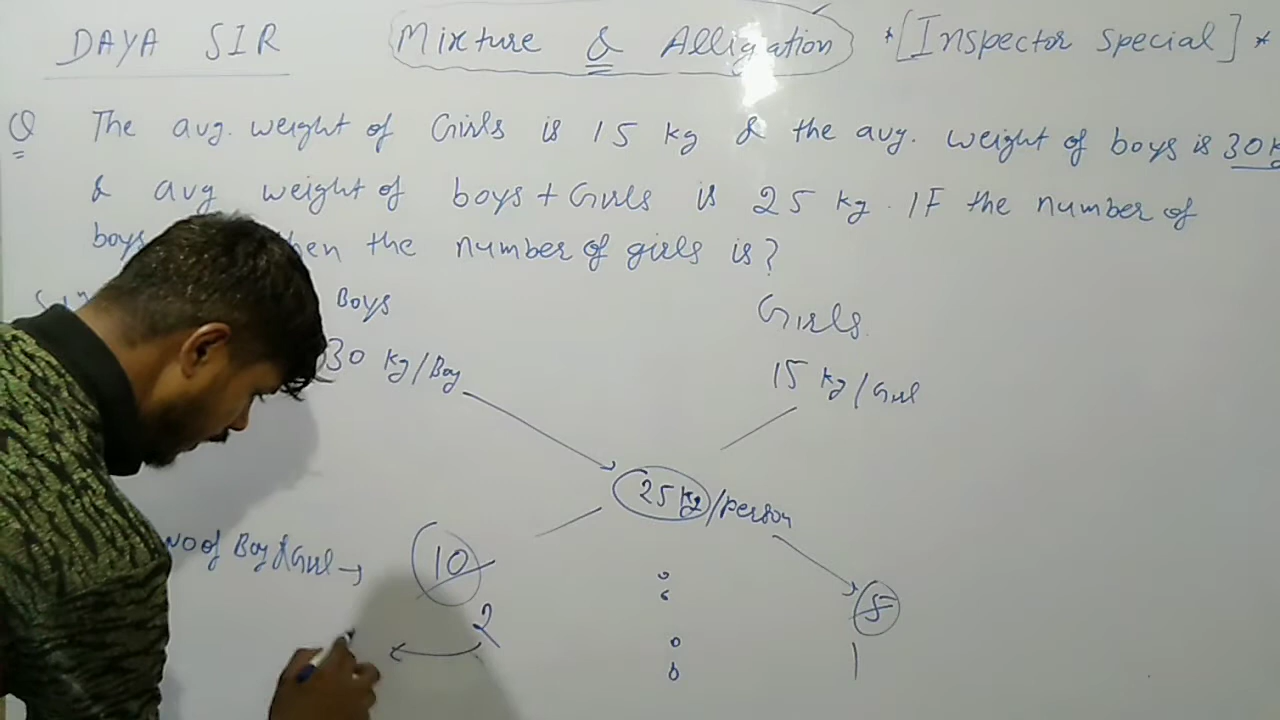 DAYA SIR Mixture & Alligation *[Inspector Special]*
Q The avg. weight of Girls is 15 kg & the avg. weight of boys is 30 k
& avg weight of boys + Girls is 25 kg. IF the number of
boys then the number of girls is?
Boys Girls.
30 kg/Boy 15 kg/Girl
25 kg/person
No of Boy & Girl → 10 : 5
2 : 1